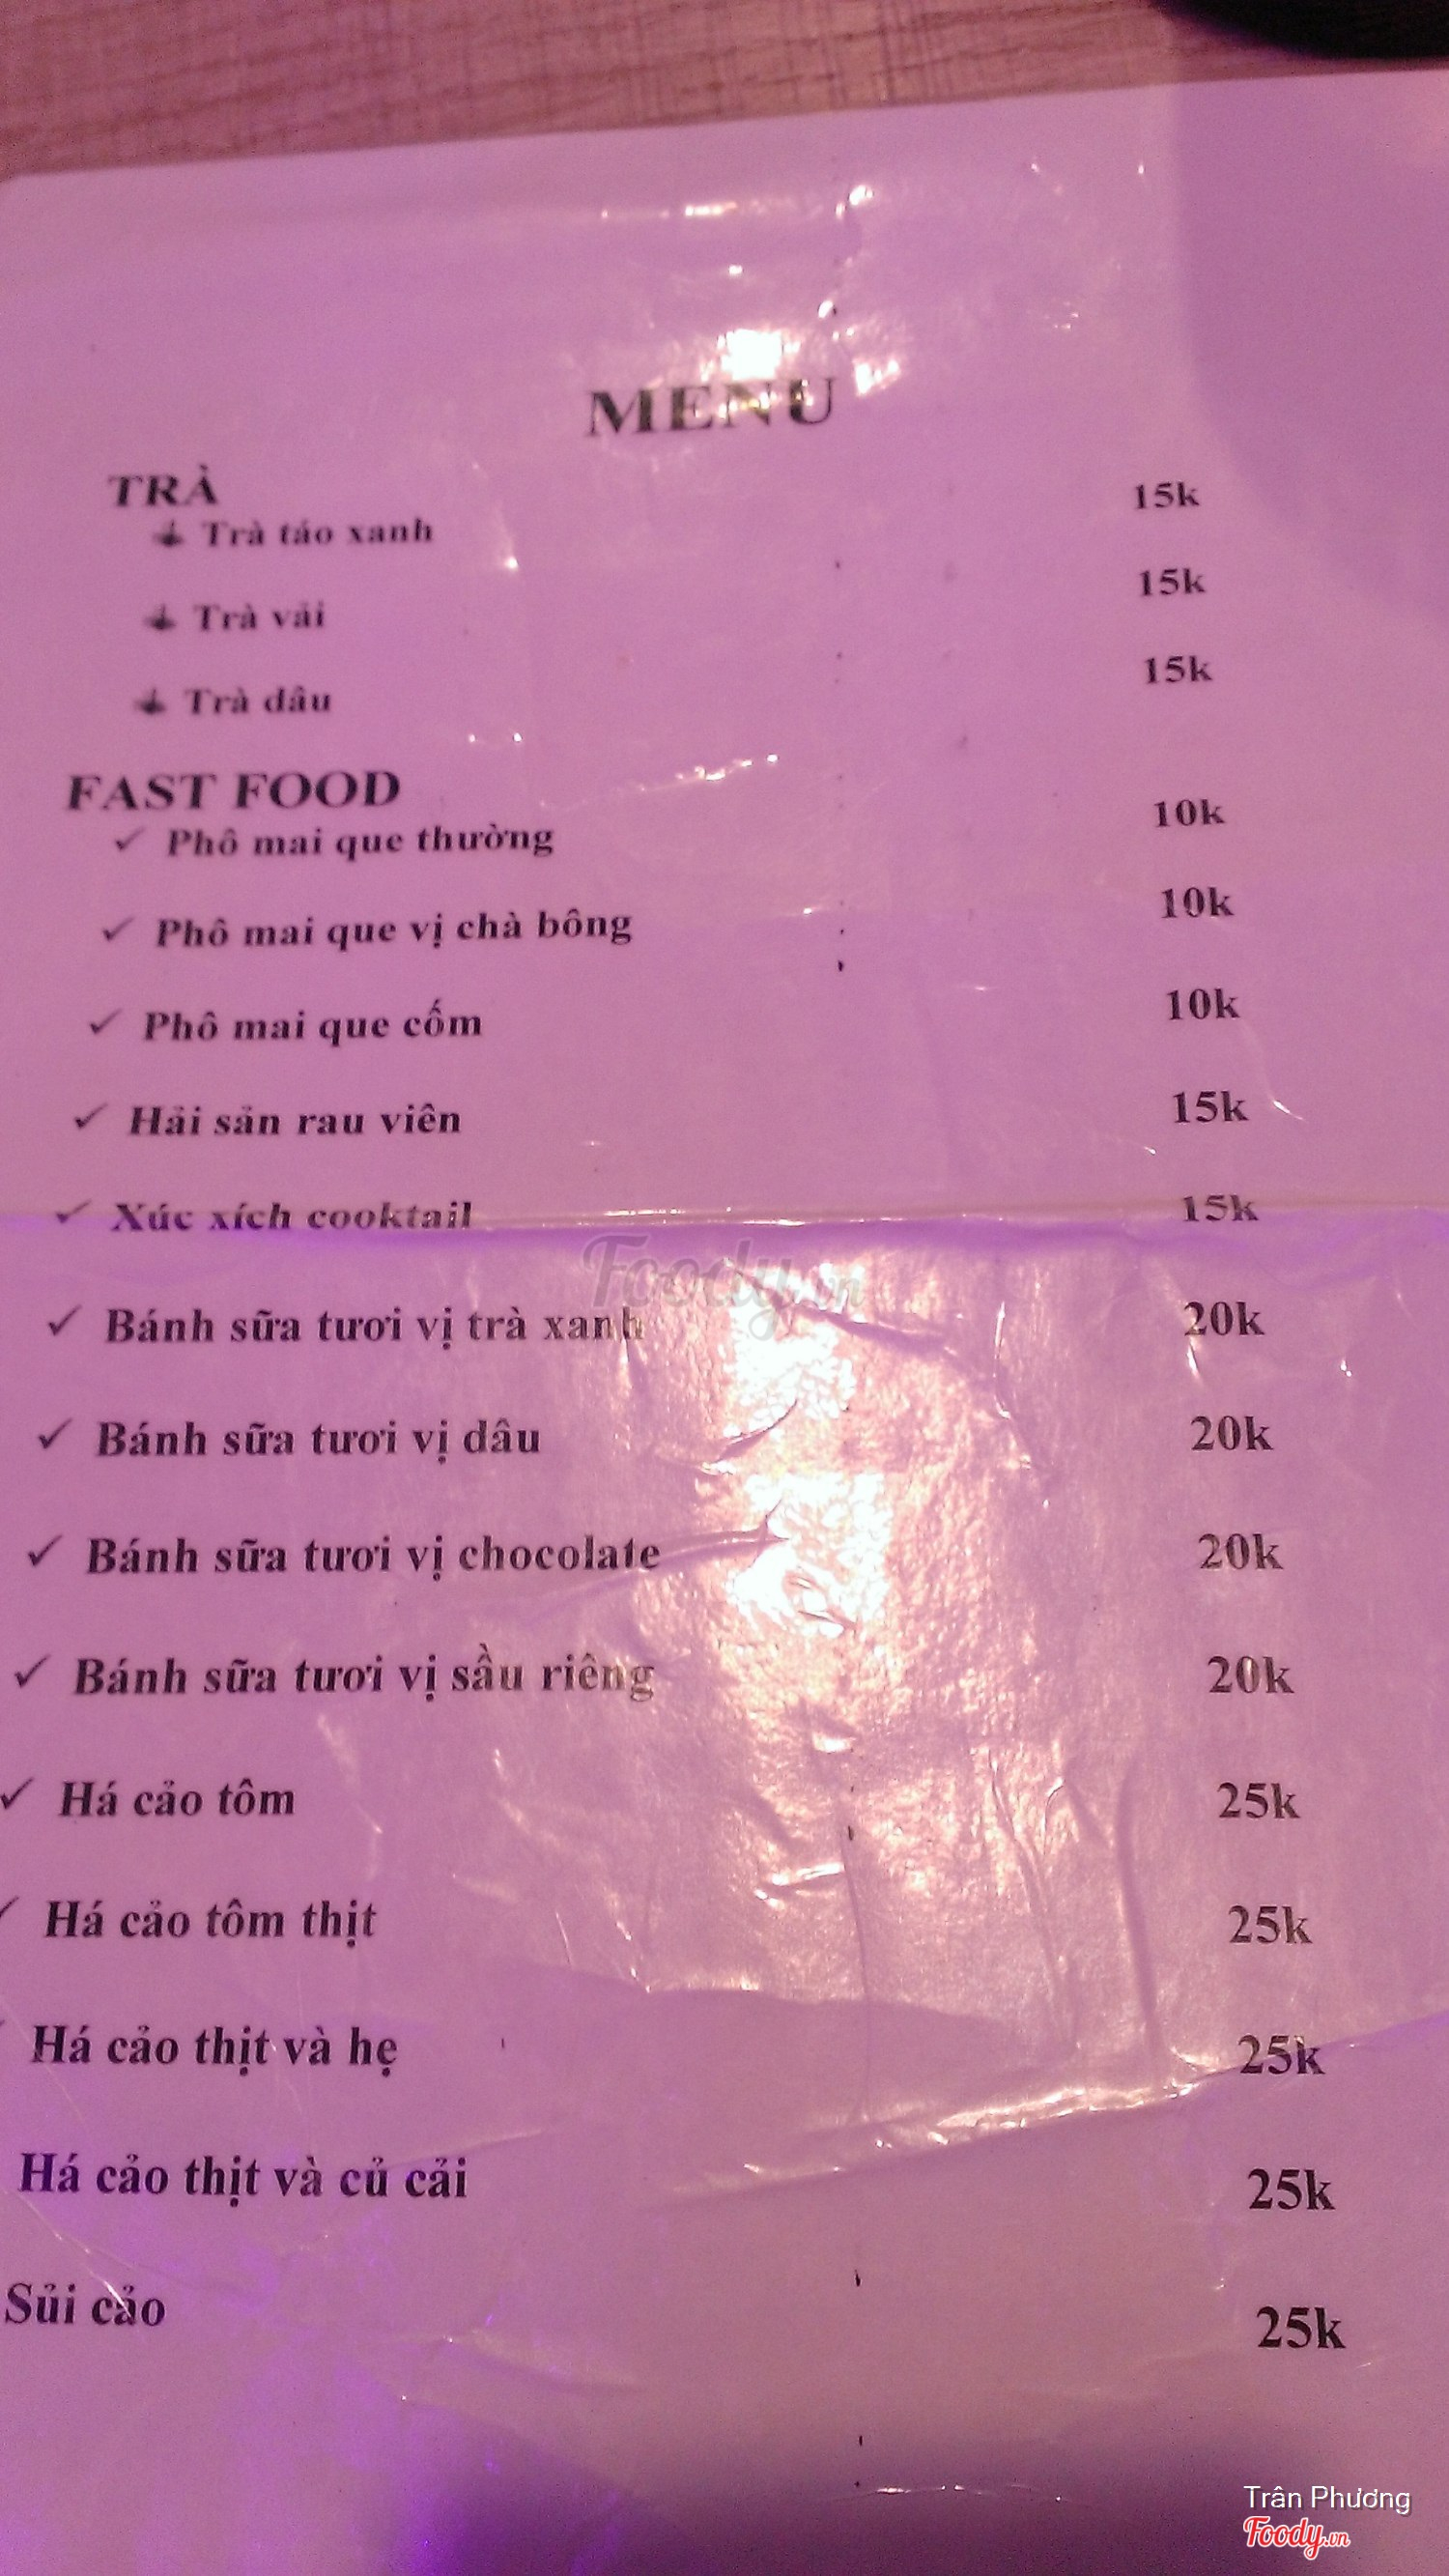 MENU
TRÀ
Trà táo xanh 15k
Trà vải 15k
Trà dâu 15k
FAST FOOD
Phô mai que thường 10k
Phô mai que vị chà bông 10k
Phô mai que cốm 10k
Hải sản rau viên 15k
Xúc xích cooktail 15k
Foody.vn
Bánh sữa tươi vị trà xanh 20k
Bánh sữa tươi vị dâu 20k
Bánh sữa tươi vị chocolate 20k
Bánh sữa tươi vị sầu riêng 20k
Há cảo tôm 25k
Há cảo tôm thịt 25k
Há cảo thịt và hẹ 25k
Há cảo thịt và củ cải 25k
Sủi cảo 25k
Trân Phương
Foody.vn